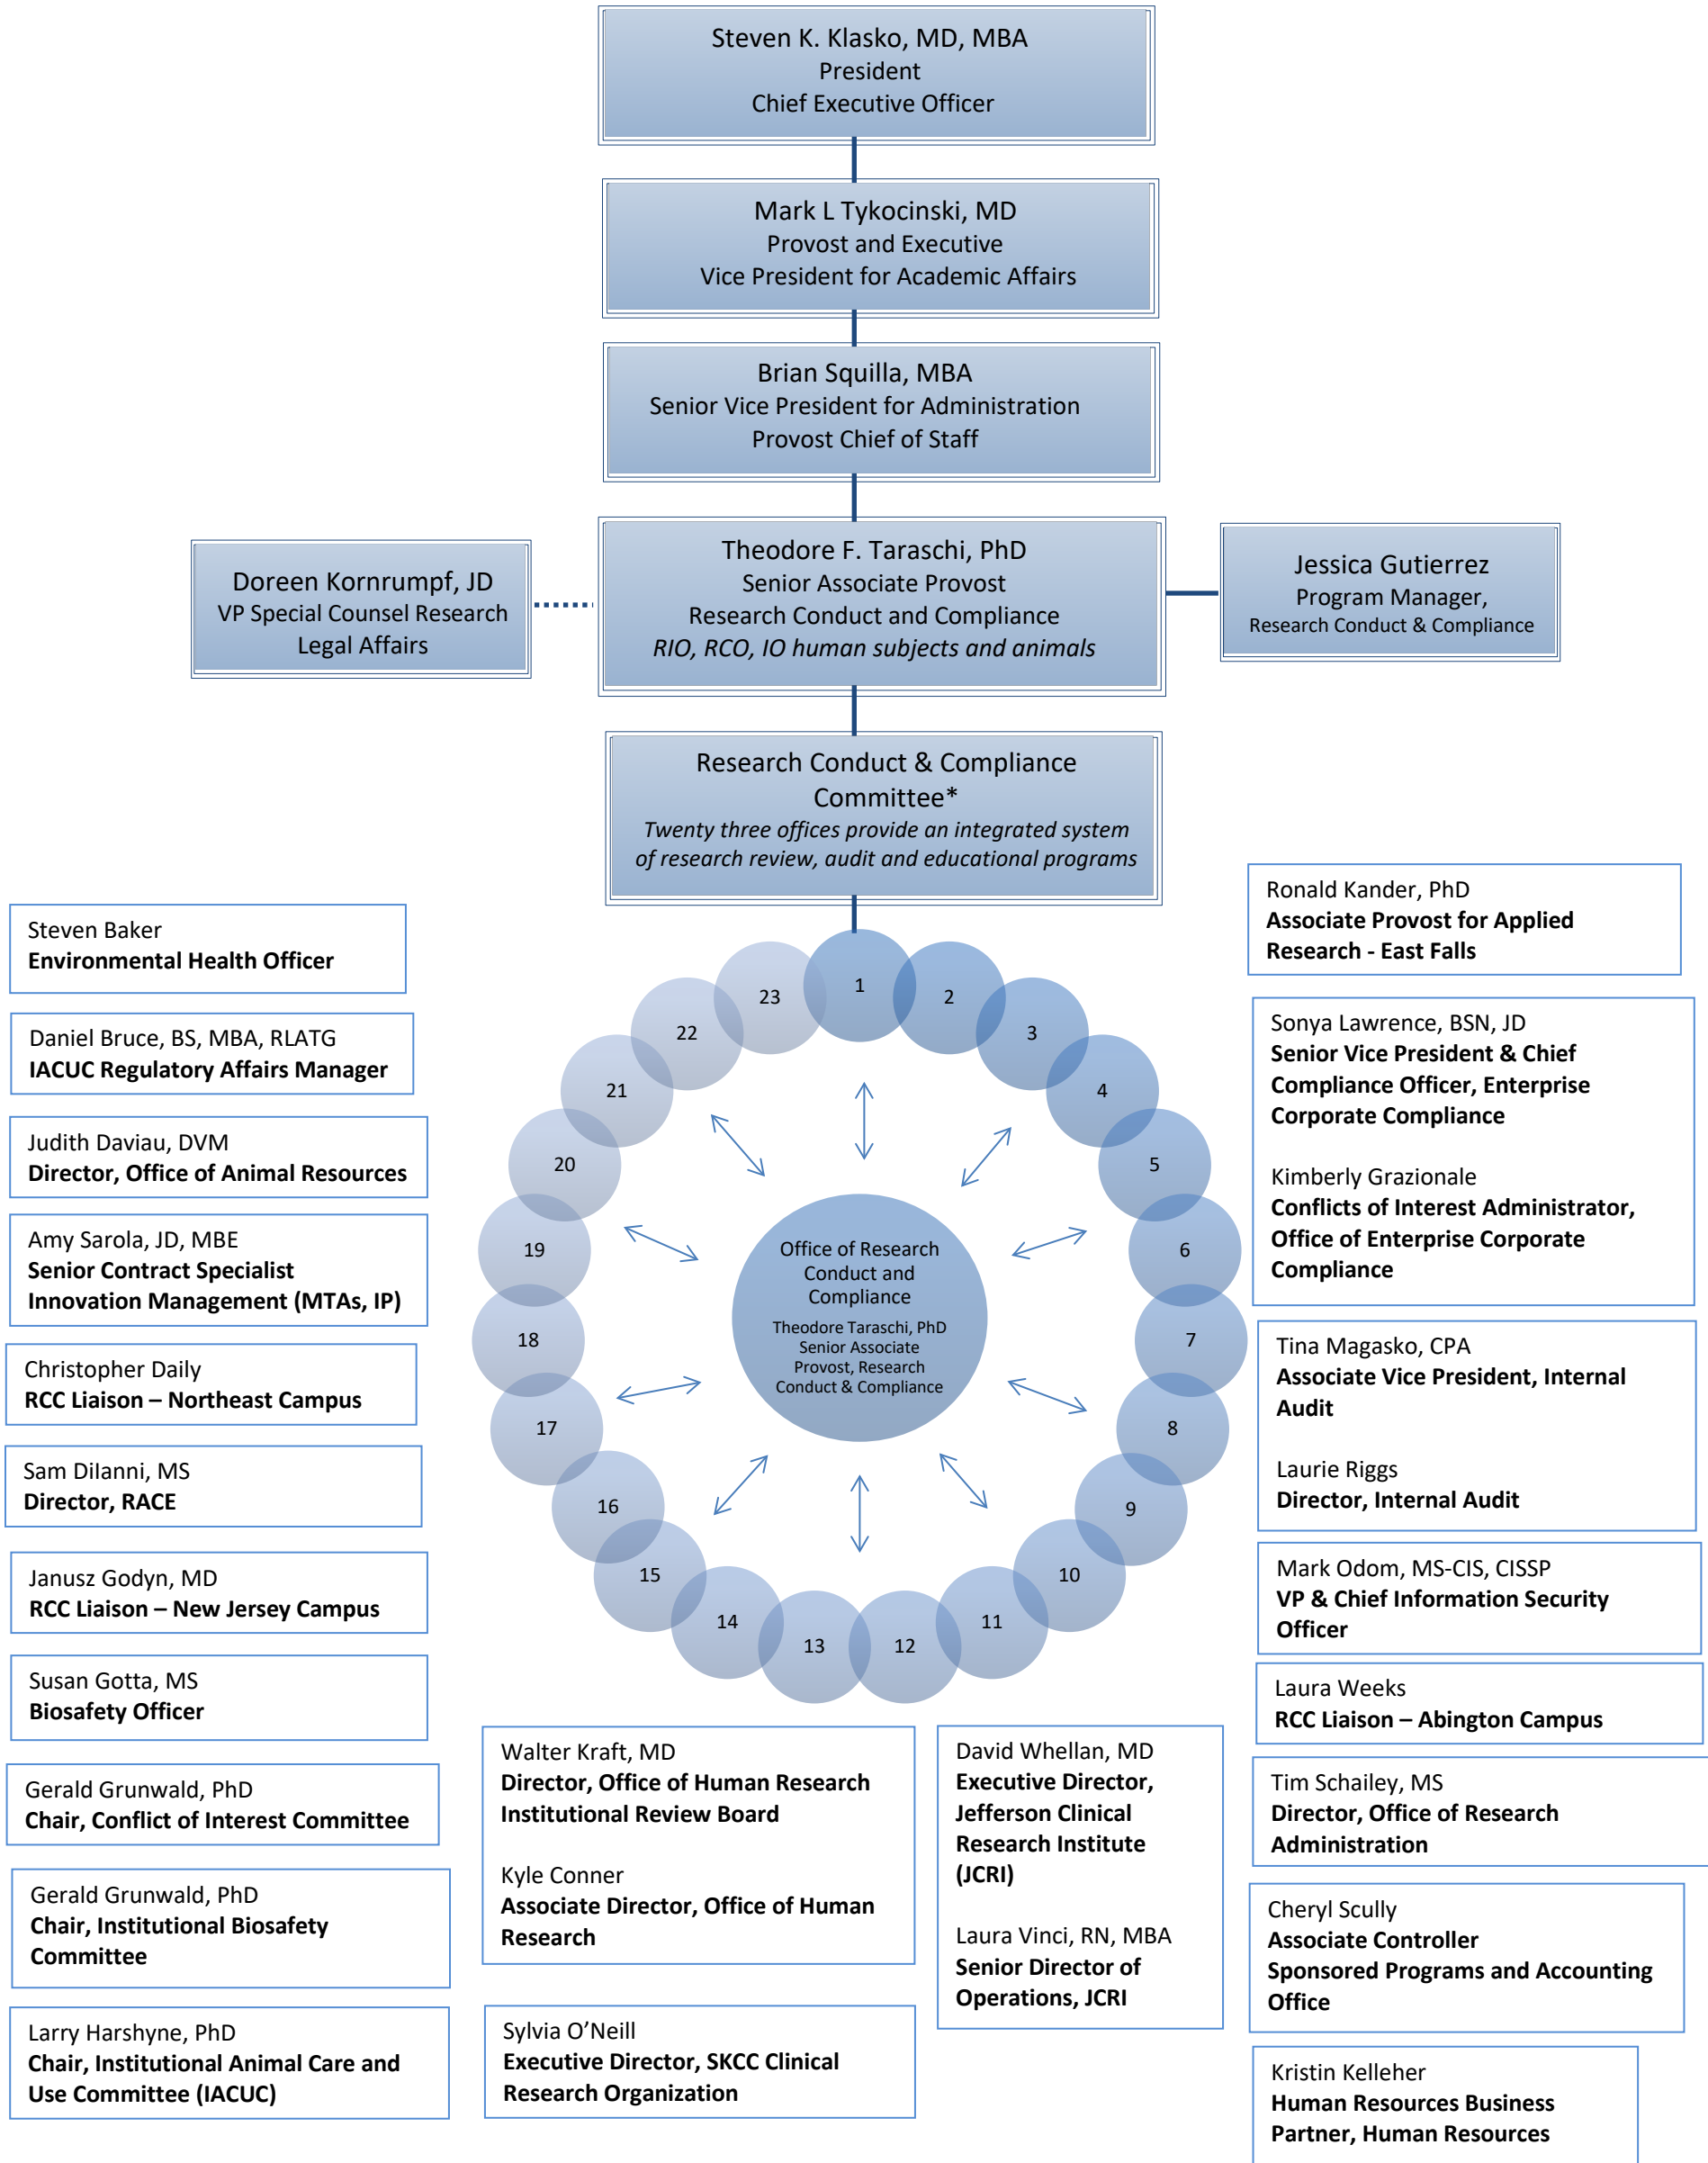 Steven K. Klasko, MD, MBA
President
Chief Executive Officer
Mark L Tykocinski, MD
Provost and Executive
Vice President for Academic Affairs
Brian Squilla, MBA
Senior Vice President for Administration
Provost Chief of Staff
Doreen Kornrumpf, JD
VP Special Counsel Research
Legal Affairs
Theodore F. Taraschi, PhD
Senior Associate Provost
Research Conduct and Compliance
RIO, RCO, IO human subjects and animals
Jessica Gutierrez
Program Manager,
Research Conduct & Compliance
Research Conduct & Compliance
Committee*
Twenty three offices provide an integrated system
of research review, audit and educational programs
Steven Baker
Environmental Health Officer
Daniel Bruce, BS, MBA, RLATG
IACUC Regulatory Affairs Manager
Judith Daviau, DVM
Director, Office of Animal Resources
Amy Sarola, JD, MBE
Senior Contract Specialist
Innovation Management (MTAs, IP)
Christopher Daily
RCC Liaison – Northeast Campus
Sam DiIanni, MS
Director, RACE
Janusz Godyn, MD
RCC Liaison – New Jersey Campus
Susan Gotta, MS
Biosafety Officer
Gerald Grunwald, PhD
Chair, Conflict of Interest Committee
Gerald Grunwald, PhD
Chair, Institutional Biosafety
Committee
Larry Harshyne, PhD
Chair, Institutional Animal Care and
Use Committee (IACUC)
1
2
3
4
5
6
7
8
9
10
11
12
13
14
15
16
17
18
19
20
21
22
23
Office of Research
Conduct and
Compliance
Theodore Taraschi, PhD
Senior Associate
Provost, Research
Conduct & Compliance
Walter Kraft, MD
Director, Office of Human Research
Institutional Review Board
Kyle Conner
Associate Director, Office of Human
Research
Sylvia O’Neill
Executive Director, SKCC Clinical
Research Organization
David Whellan, MD
Executive Director,
Jefferson Clinical
Research Institute
(JCRI)
Laura Vinci, RN, MBA
Senior Director of
Operations, JCRI
Ronald Kander, PhD
Associate Provost for Applied
Research - East Falls
Sonya Lawrence, BSN, JD
Senior Vice President & Chief
Compliance Officer, Enterprise
Corporate Compliance
Kimberly Grazionale
Conflicts of Interest Administrator,
Office of Enterprise Corporate
Compliance
Tina Magasko, CPA
Associate Vice President, Internal
Audit
Laurie Riggs
Director, Internal Audit
Mark Odom, MS-CIS, CISSP
VP & Chief Information Security
Officer
Laura Weeks
RCC Liaison – Abington Campus
Tim Schailey, MS
Director, Office of Research
Administration
Cheryl Scully
Associate Controller
Sponsored Programs and Accounting
Office
Kristin Kelleher
Human Resources Business
Partner, Human Resources